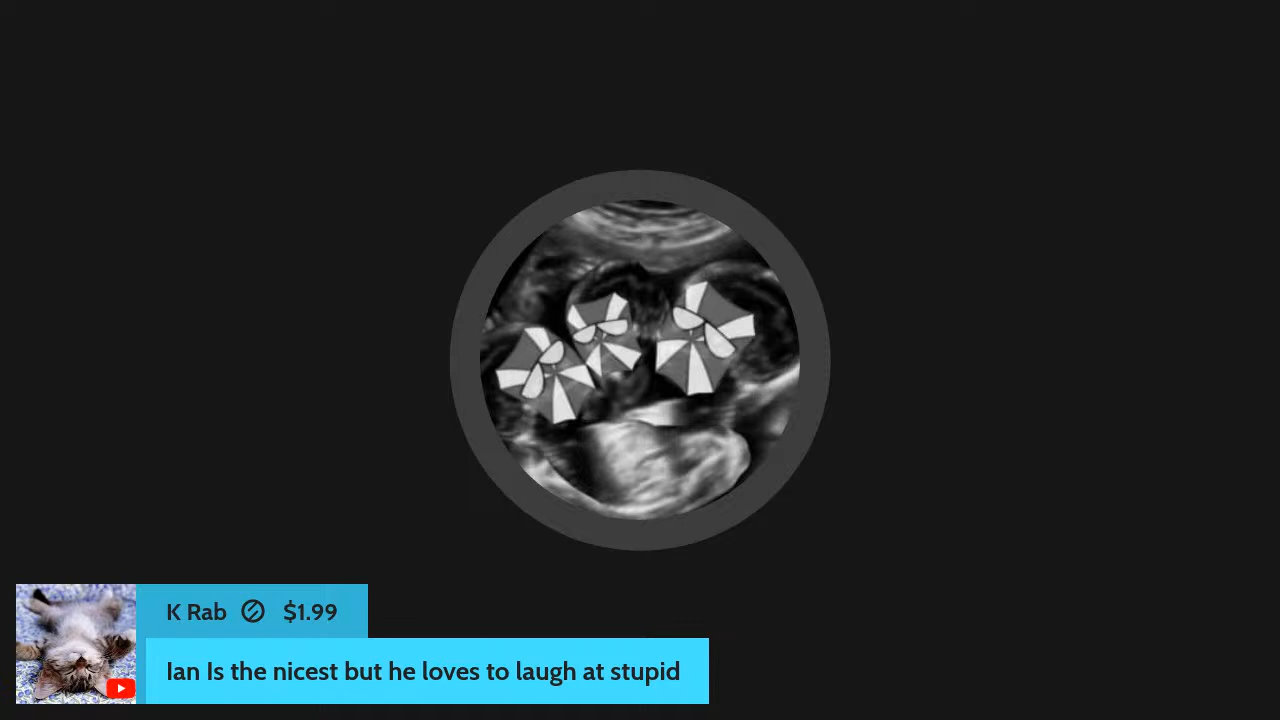 K Rab $1.99
Ian Is the nicest but he loves to laugh at stupid